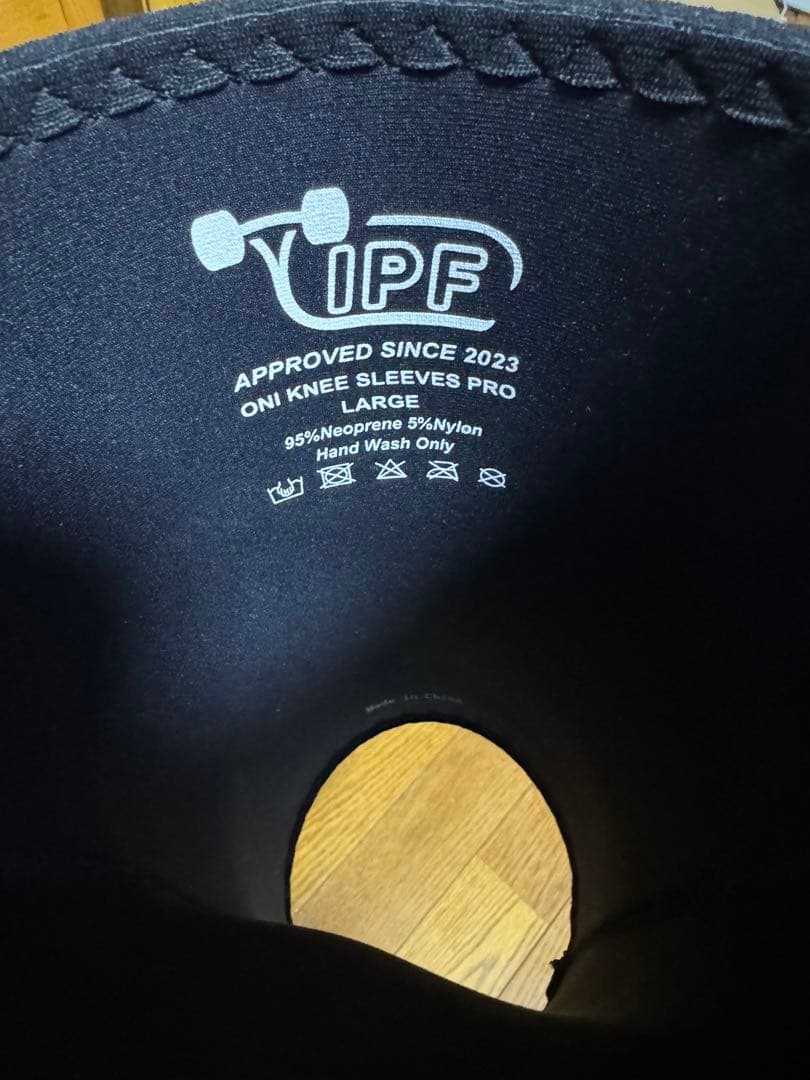 IPF
APPROVED SINCE 2023
ONI KNEE SLEEVES PRO
LARGE
95%Neoprene 5%Nylon
Hand Wash Only
Made in China